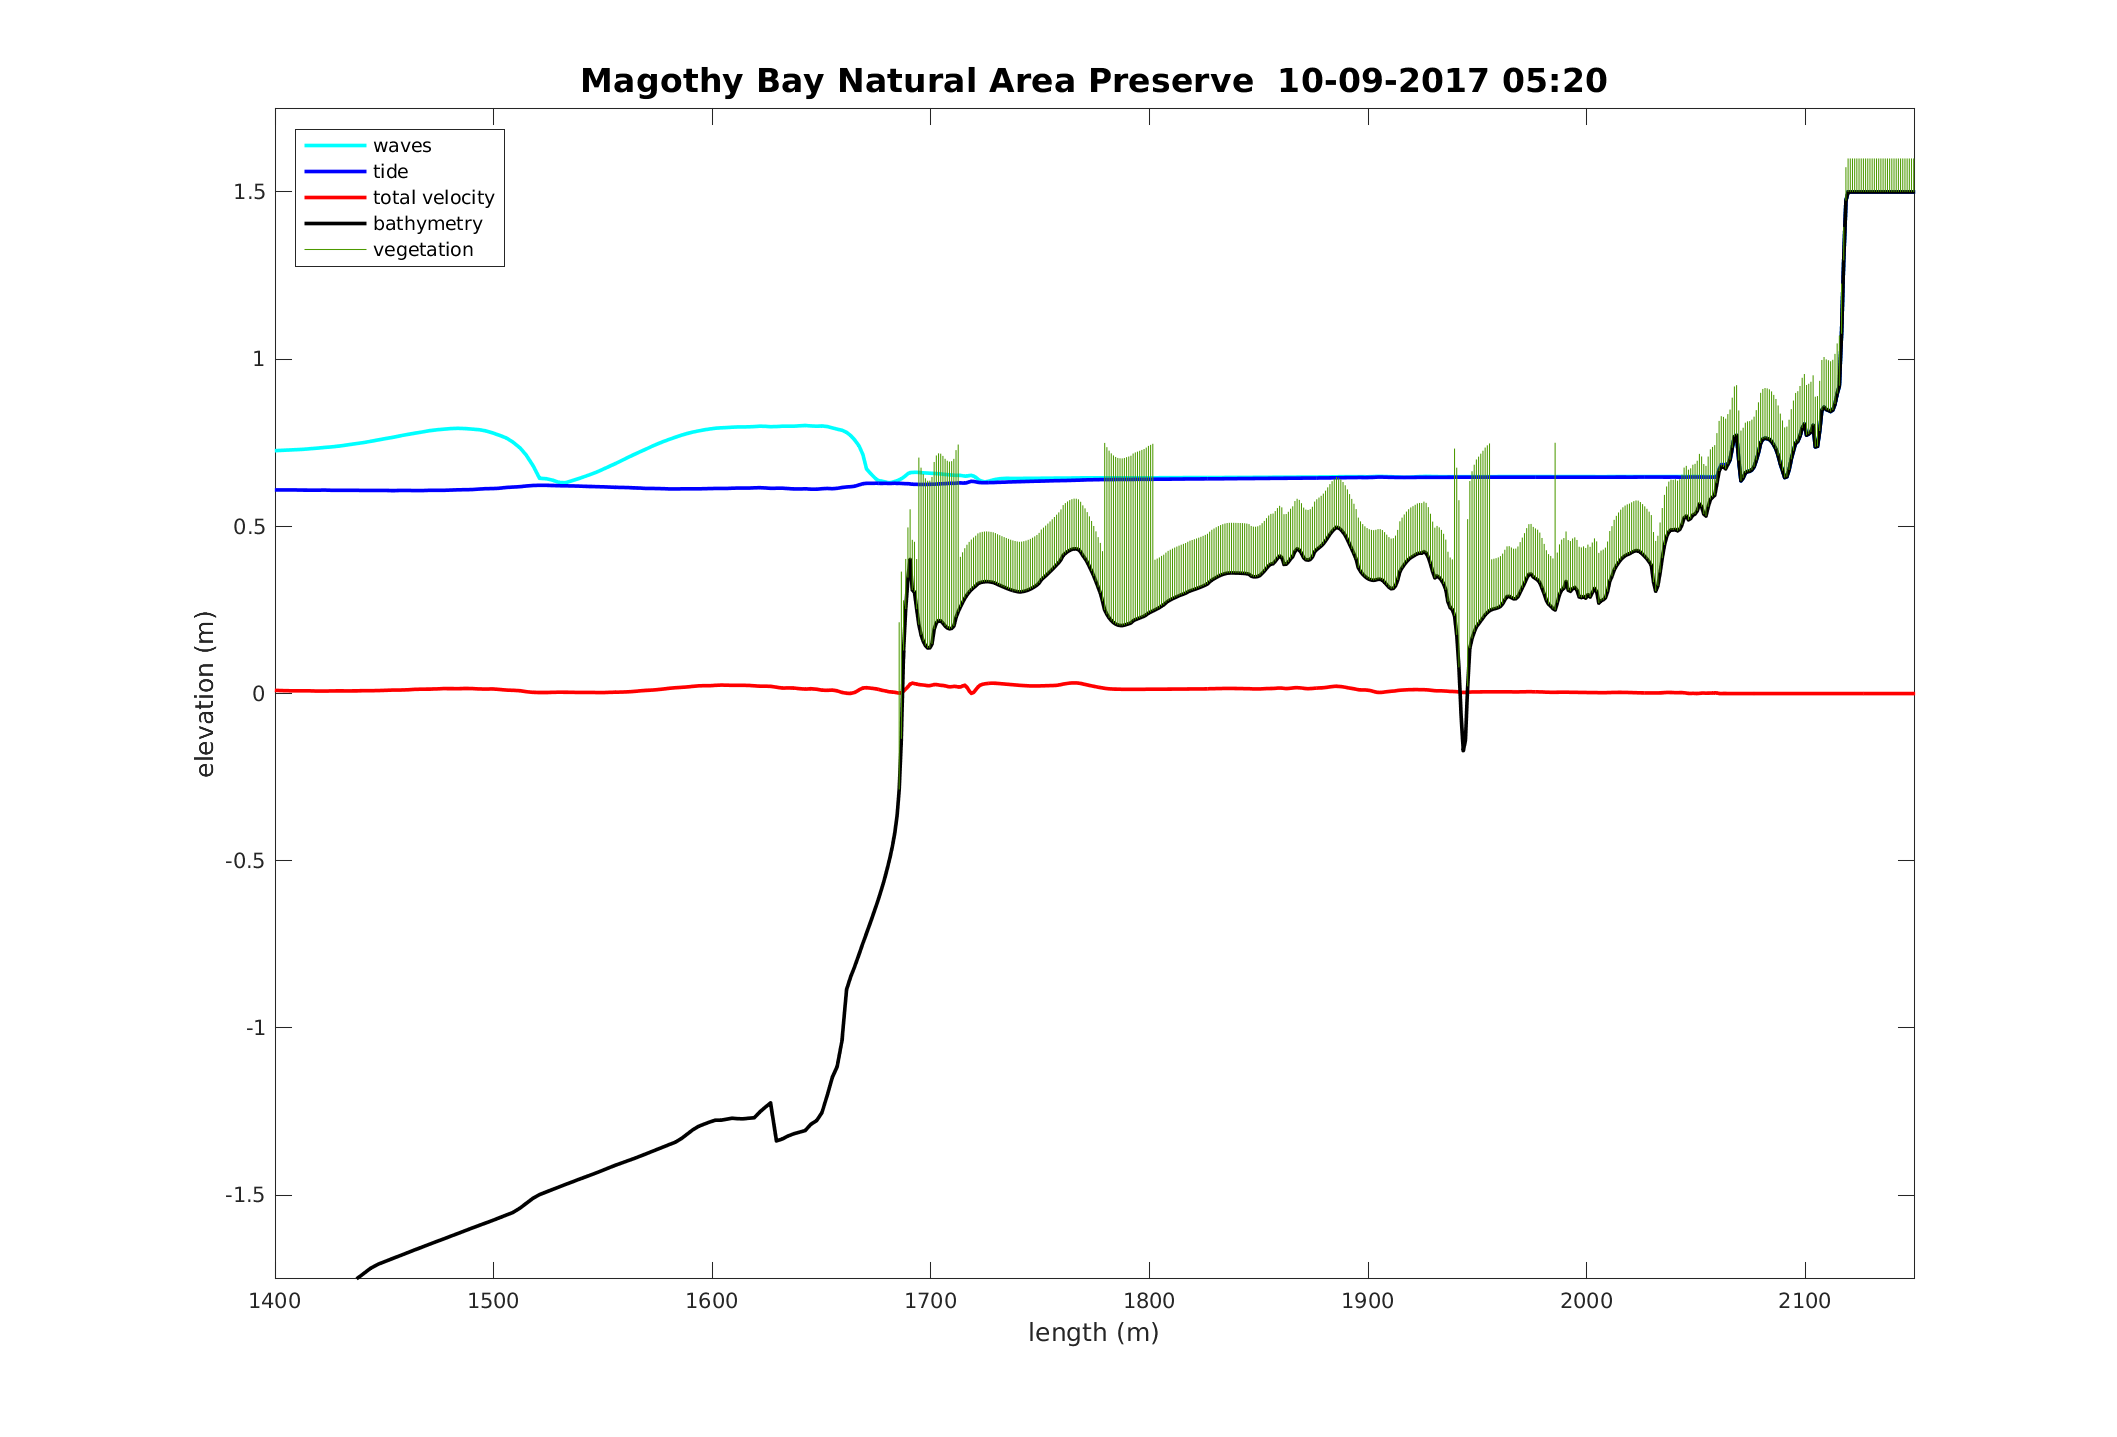 Magothy Bay Natural Area Preserve  10-09-2017 05:20
waves
tide
total velocity
bathymetry
vegetation
1.5
1
0.5
0
-0.5
-1
-1.5
elevation (m)
1400 1500 1600 1700 1800 1900 2000 2100
length (m)